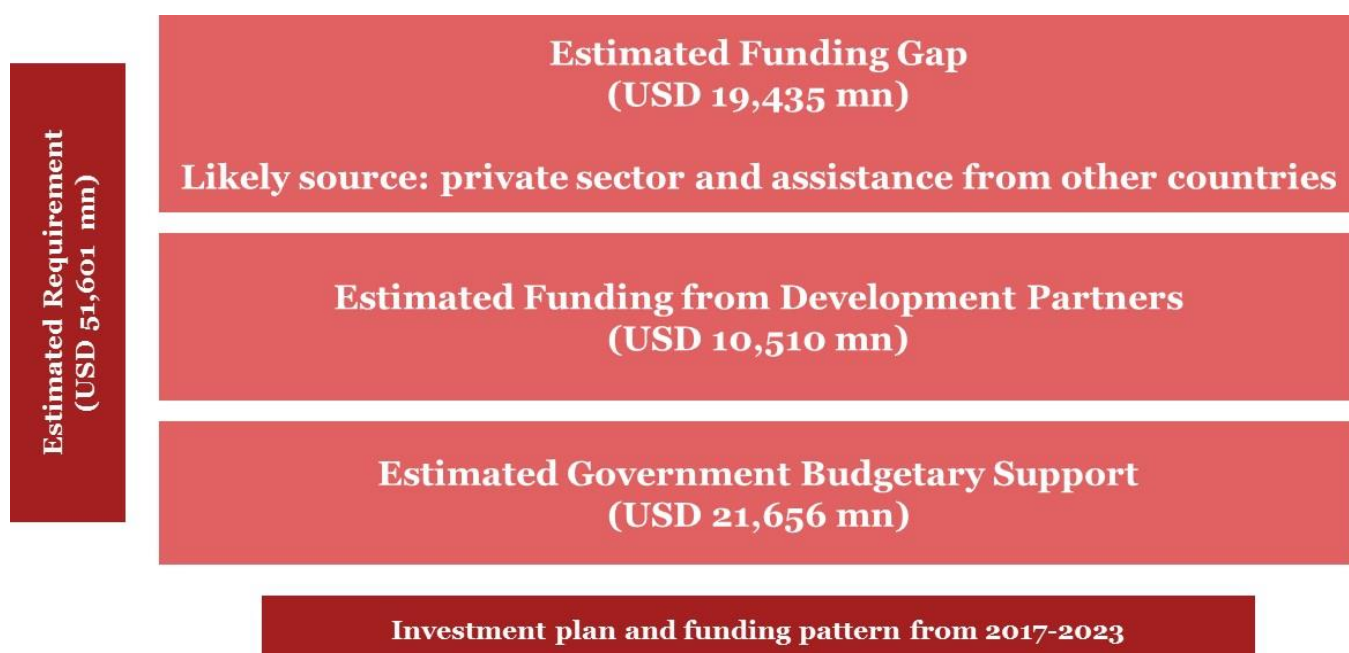 Estimated Requirement
(USD 51,601 mn)
Estimated Funding Gap
(USD 19,435 mn)
Likely source: private sector and assistance from other countries
Estimated Funding from Development Partners
(USD 10,510 mn)
Estimated Government Budgetary Support
(USD 21,656 mn)
Investment plan and funding pattern from 2017-2023